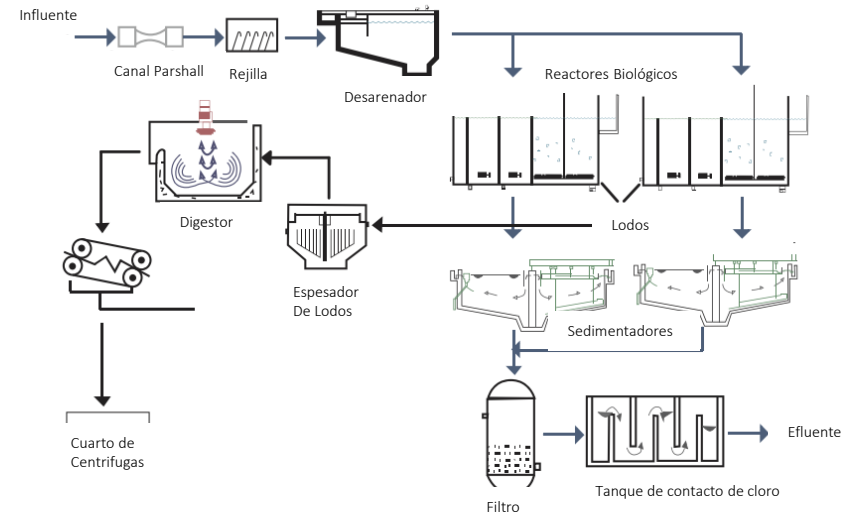 Influente
Canal Parshall
Rejilla
Desarenador
Reactores Biológicos
Digestor
Lodos
Espesador
De Lodos
Sedimentadores
Cuarto de
Centrifugas
Efluente
Tanque de contacto de cloro
Filtro